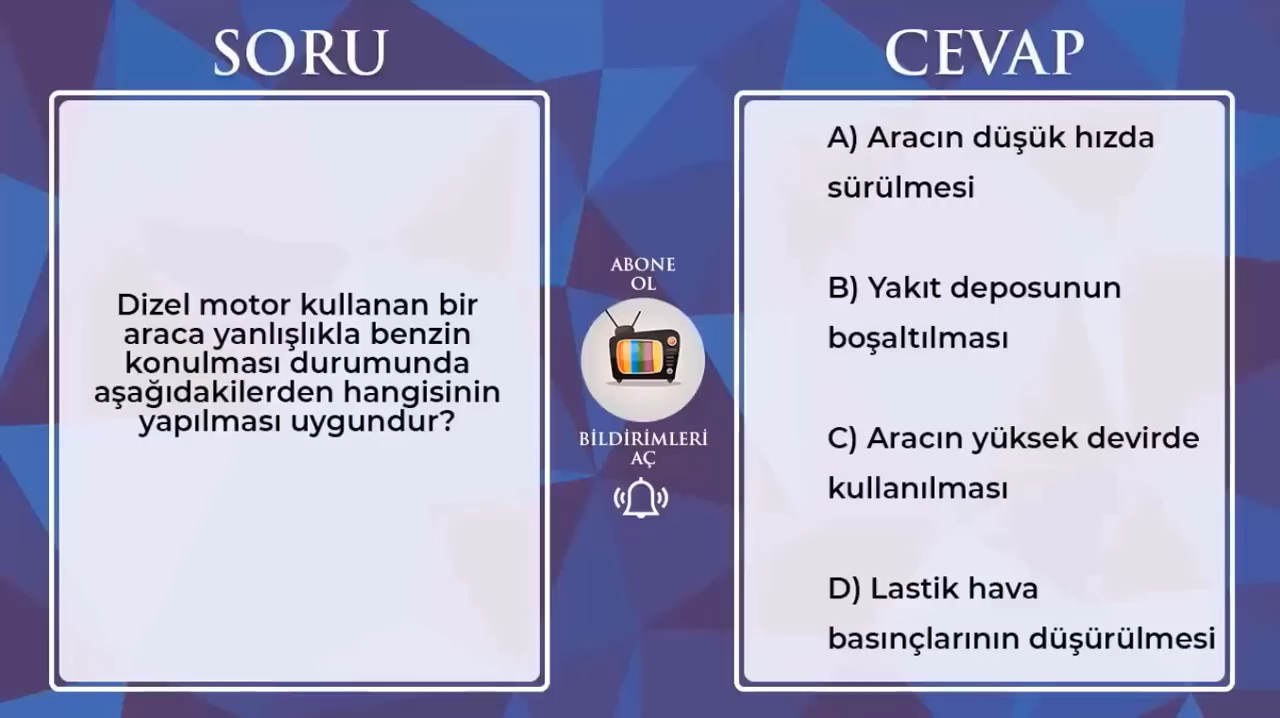 SORU
Dizel motor kullanan bir
araca yanlışlıkla benzin
konulması durumunda
aşağıdakilerden hangisinin
yapılması uygundur?
ABONE
OL
BİLDİRİMLERİ
AÇ
CEVAP
A) Aracın düşük hızda
sürülmesi
B) Yakıt deposunun
boşaltılması
C) Aracın yüksek devirde
kullanılması
D) Lastik hava
basınçlarının düşürülmesi